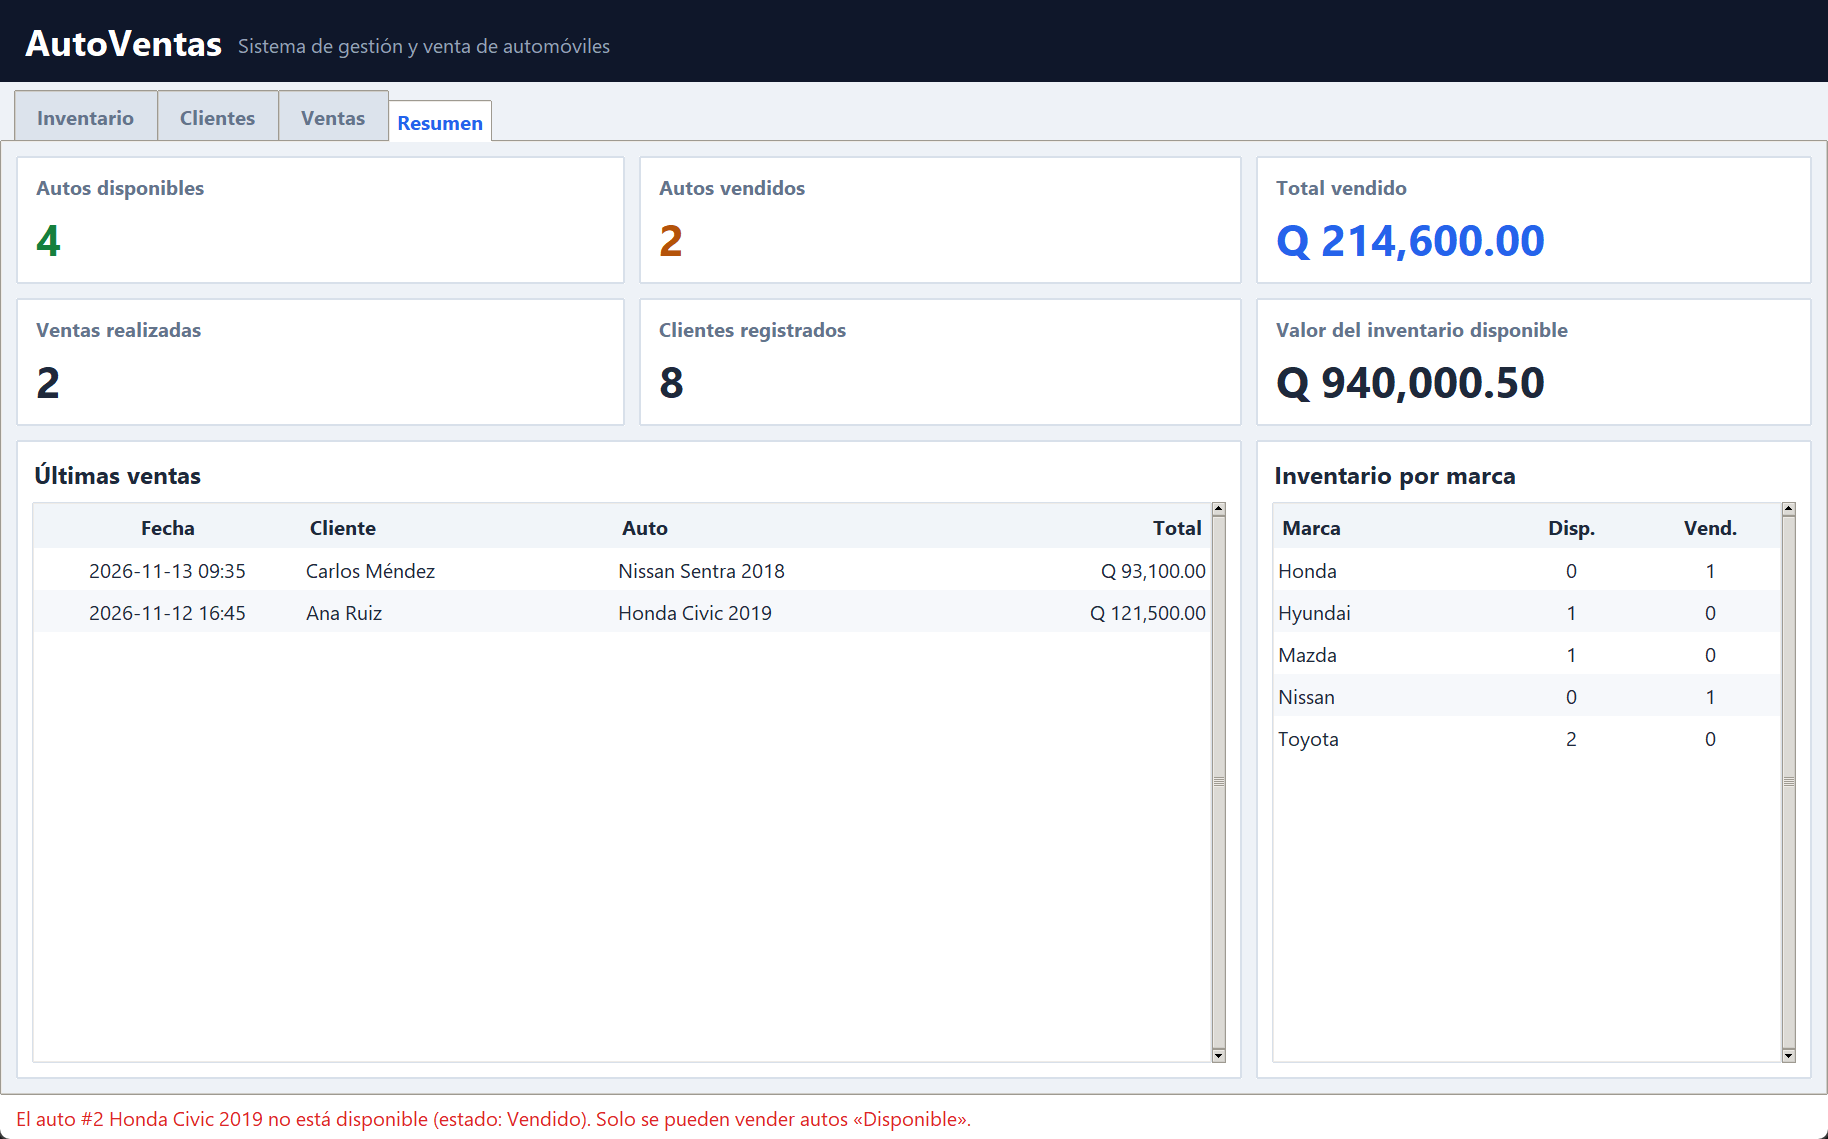 AutoVentas Sistema de gestión y venta de automóviles
Inventario Clientes Ventas Resumen
Autos disponibles
4
Autos vendidos
2
Total vendido
Q 214,600.00
Ventas realizadas
2
Clientes registrados
8
Valor del inventario disponible
Q 940,000.50
Últimas ventas
Fecha Cliente Auto Total
2026-11-13 09:35 Carlos Méndez Nissan Sentra 2018 Q 93,100.00
2026-11-12 16:45 Ana Ruiz Honda Civic 2019 Q 121,500.00
Inventario por marca
Marca Disp. Vend.
Honda 0 1
Hyundai 1 0
Mazda 1 0
Nissan 0 1
Toyota 2 0
El auto #2 Honda Civic 2019 no está disponible (estado: Vendido). Solo se pueden vender autos «Disponible».